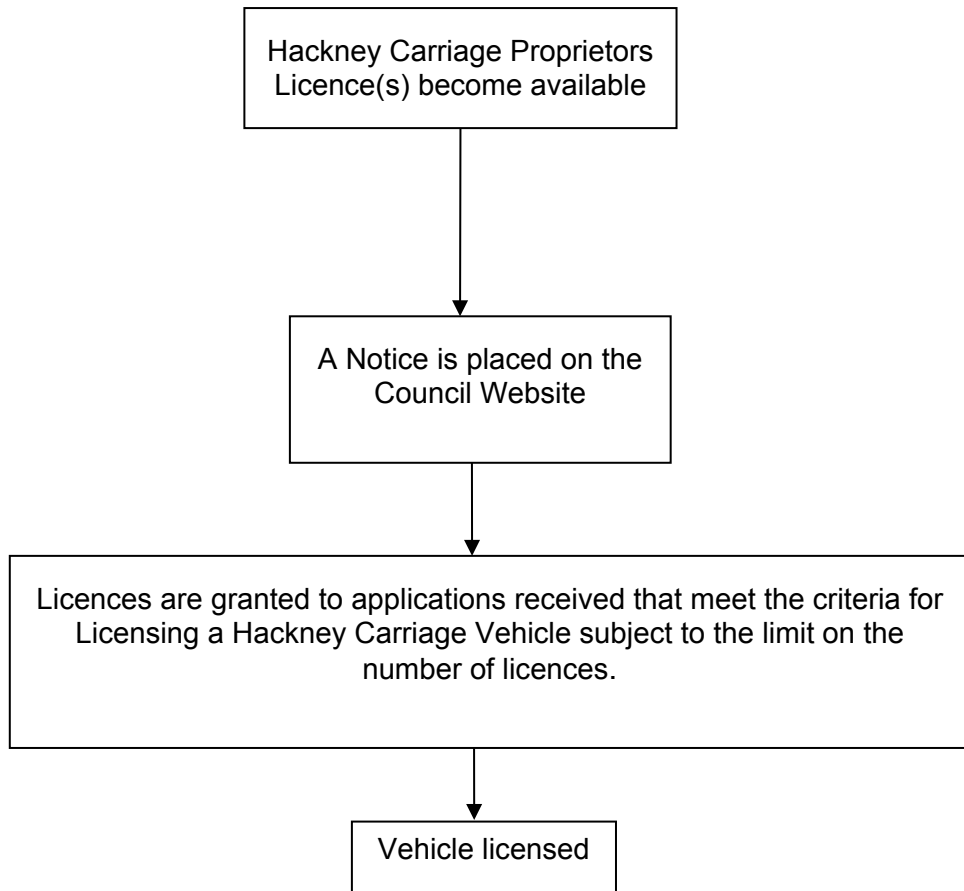 Hackney Carriage Proprietors
Licence(s) become available
A Notice is placed on the
Council Website
Licences are granted to applications received that meet the criteria for
Licensing a Hackney Carriage Vehicle subject to the limit on the
number of licences.
Vehicle licensed